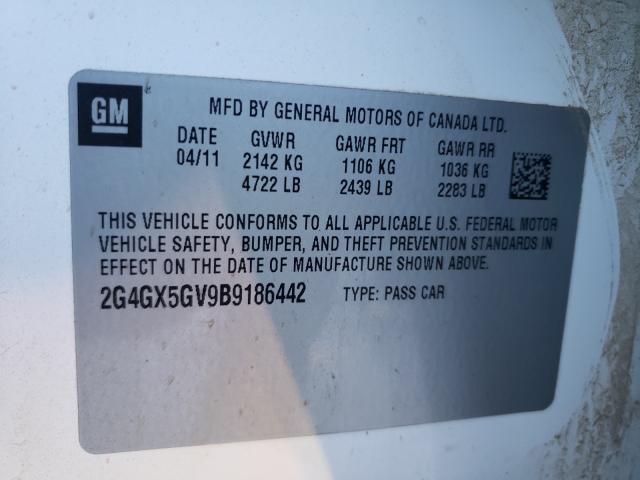 GM
MFD BY GENERAL MOTORS OF CANADA LTD.
DATE GVWR GAWR FRT GAWR RR
04/11 2142 KG 1106 KG 1036 KG
4722 LB 2439 LB 2283 LB
THIS VEHICLE CONFORMS TO ALL APPLICABLE U.S. FEDERAL MOTOR
VEHICLE SAFETY, BUMPER, AND THEFT PREVENTION STANDARDS IN
EFFECT ON THE DATE OF MANUFACTURE SHOWN ABOVE.
2G4GX5GV9B9186442 TYPE: PASS CAR